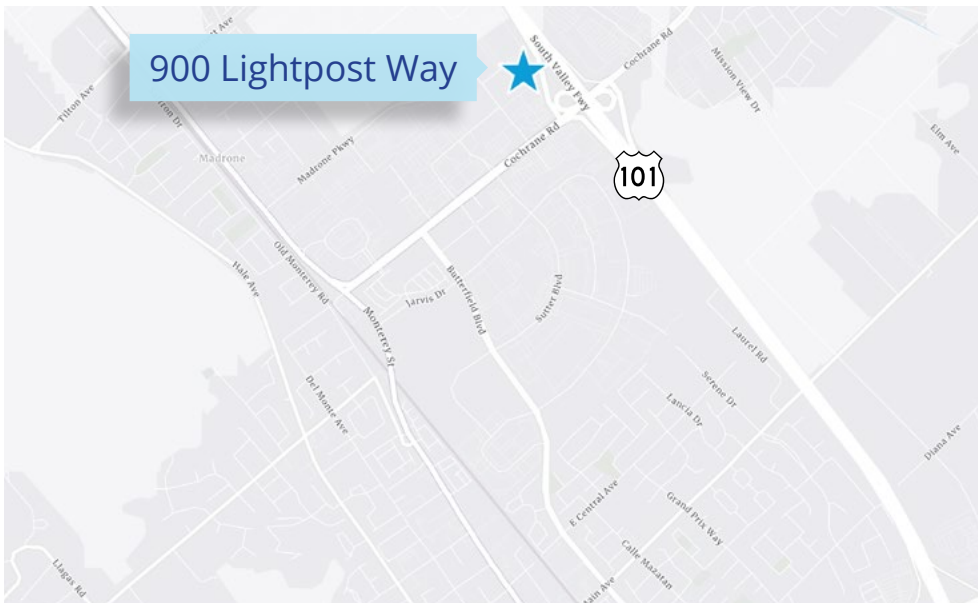 900 Lightpost Way
South Valley Fwy
Cochrane Rd
Mission View Dr
Elm Ave
Tilton Ave
Madrone
Madrone Pkwy
Cochrane Rd
101
Old Monterey Rd
Hale Ave
Jarvis Dr
Butterfield Blvd
Sutter Blvd
Monterey St
Laurel Rd
Serene Dr
Lancia Dr
Del Monte Ave
Diana Ave
E Central Ave
Grand Prix Way
Calle Mazatan
Llagas Rd